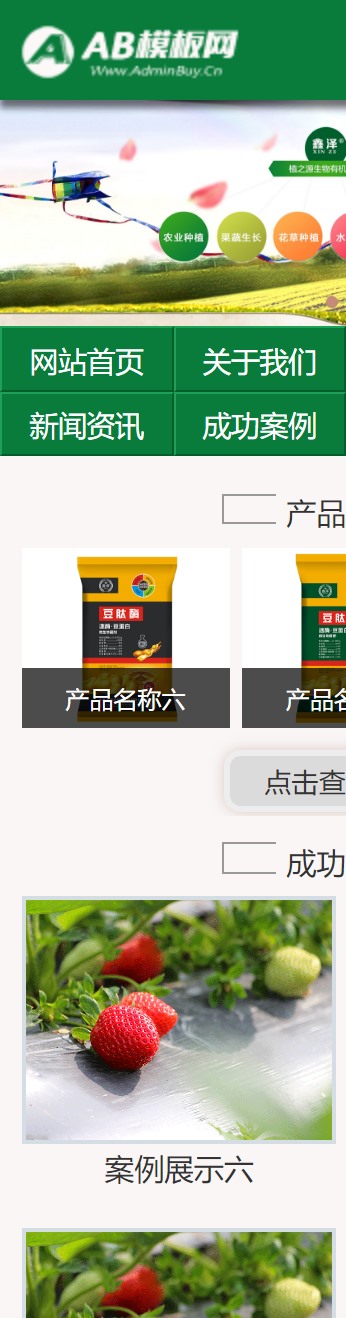 AB模板网
Www.AdminBuy.Cn
鑫泽®
XIN ZE
植之源生物有机
农业种植 果蔬生长 花草种植 水
网站首页 关于我们
新闻资讯 成功案例
产品
豆肽酶
产品名称六 产品名
点击查
成功
案例展示六